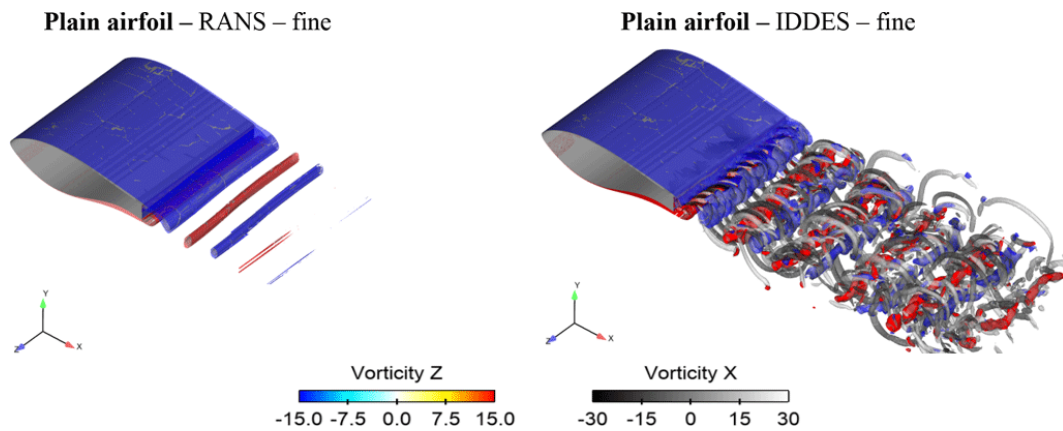 Plain airfoil – RANS – fine
Plain airfoil – IDDES – fine
Y
Z
X
Y
Z
X
Vorticity Z
-15.0 -7.5 0.0 7.5 15.0
Vorticity X
-30 -15 0 15 30